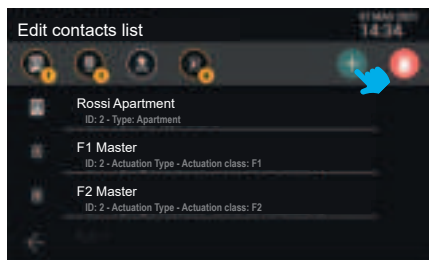 Edit contacts list
14:34
Rossi Apartment
ID: 2 - Type: Apartment
F1 Master
ID: 2 - Actuation Type - Actuation class: F1
F2 Master
ID: 2 - Actuation Type - Actuation class: F2